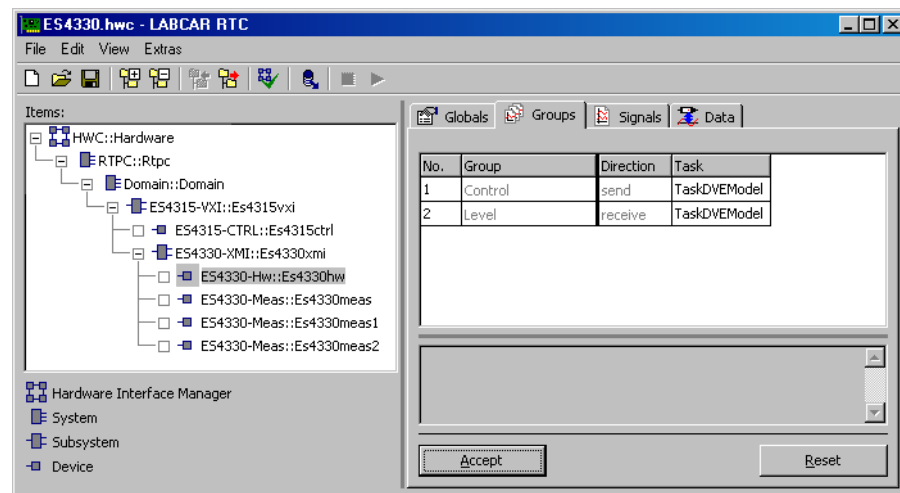 ES4330.hwc - LABCAR RTC
File Edit View Extras
Items:
HWC::Hardware
RTPC::Rtpc
Domain::Domain
ES4315-VXI::Es4315vxi
ES4315-CTRL::Es4315ctrl
ES4330-XMI::Es4330xmi
ES4330-Hw::Es4330hw
ES4330-Meas::Es4330meas
ES4330-Meas::Es4330meas1
ES4330-Meas::Es4330meas2
Hardware Interface Manager
System
Subsystem
Device
Globals Groups Signals Data
No. Group Direction Task
1 Control send TaskDVEModel
2 Level receive TaskDVEModel
Accept Reset